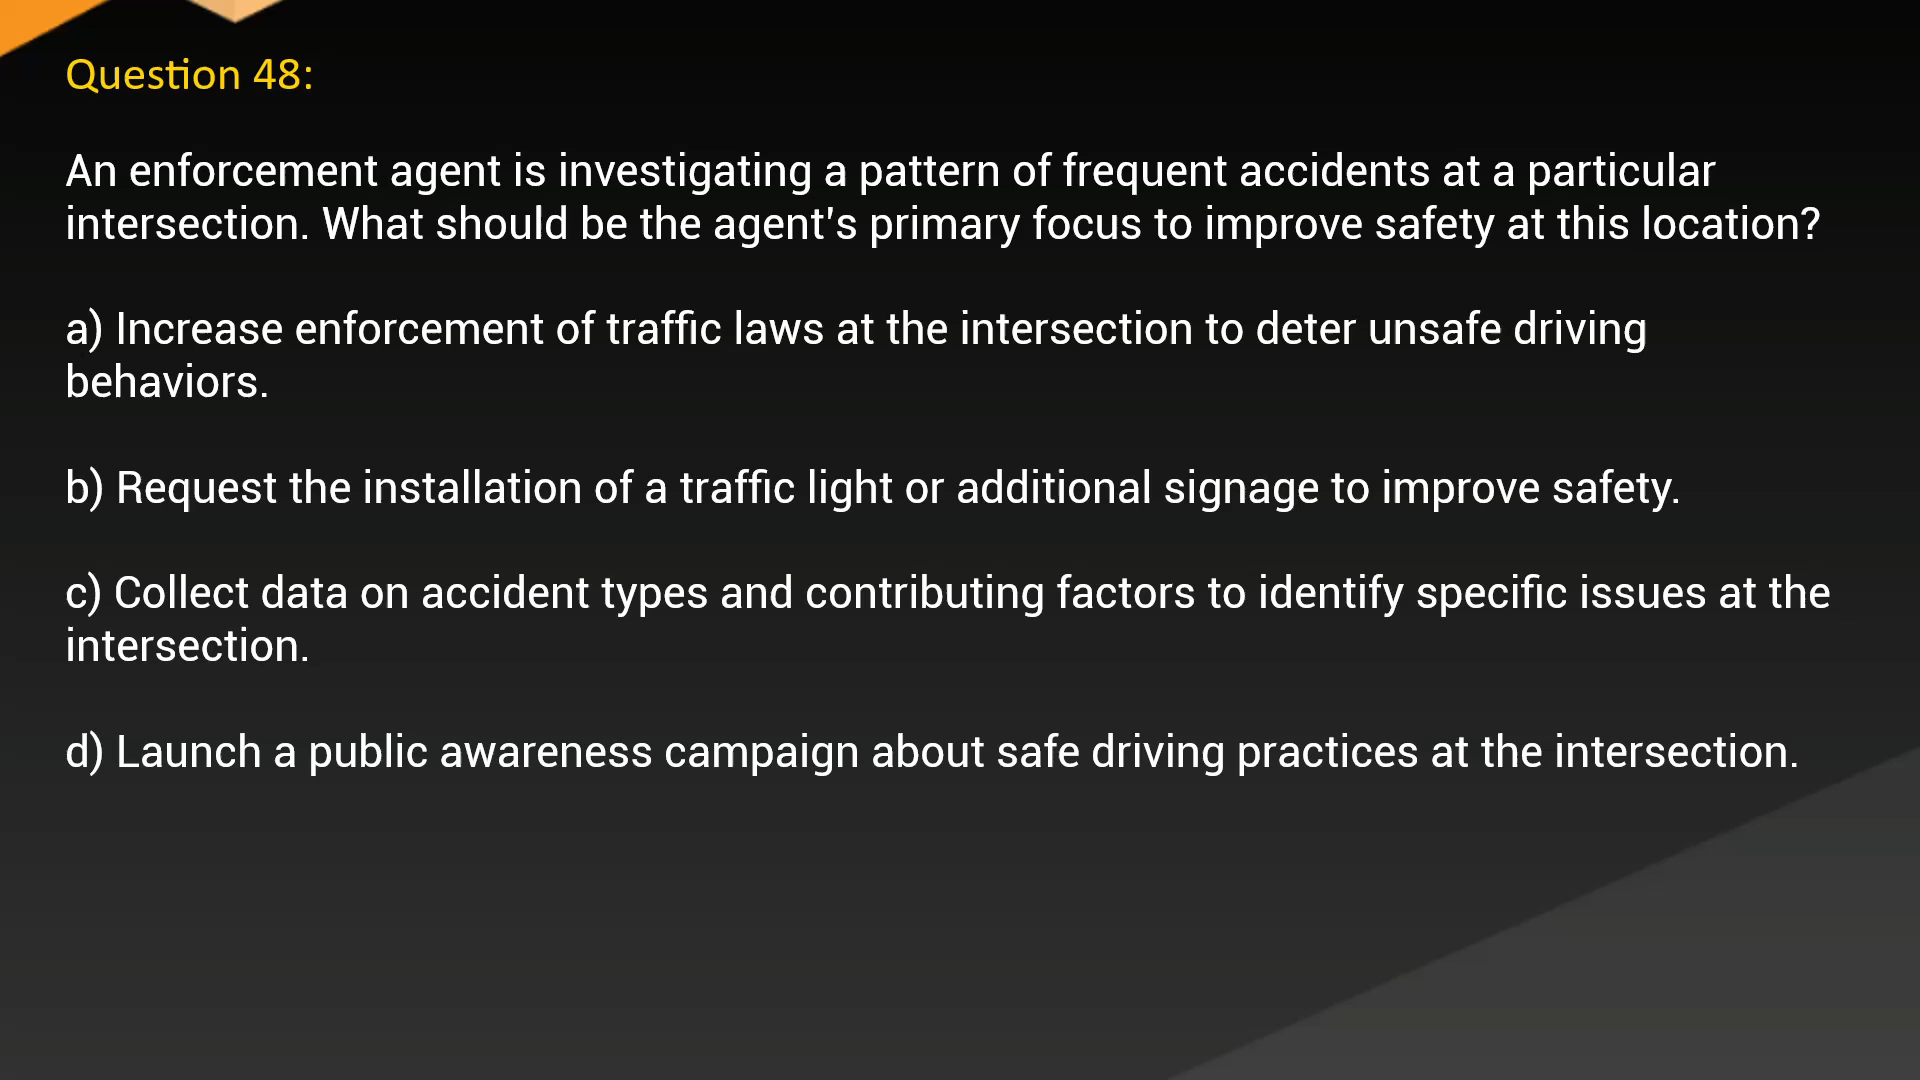 Question 48:
An enforcement agent is investigating a pattern of frequent accidents at a particular
intersection. What should be the agent's primary focus to improve safety at this location?
a) Increase enforcement of traffic laws at the intersection to deter unsafe driving
behaviors.
b) Request the installation of a traffic light or additional signage to improve safety.
c) Collect data on accident types and contributing factors to identify specific issues at the
intersection.
d) Launch a public awareness campaign about safe driving practices at the intersection.